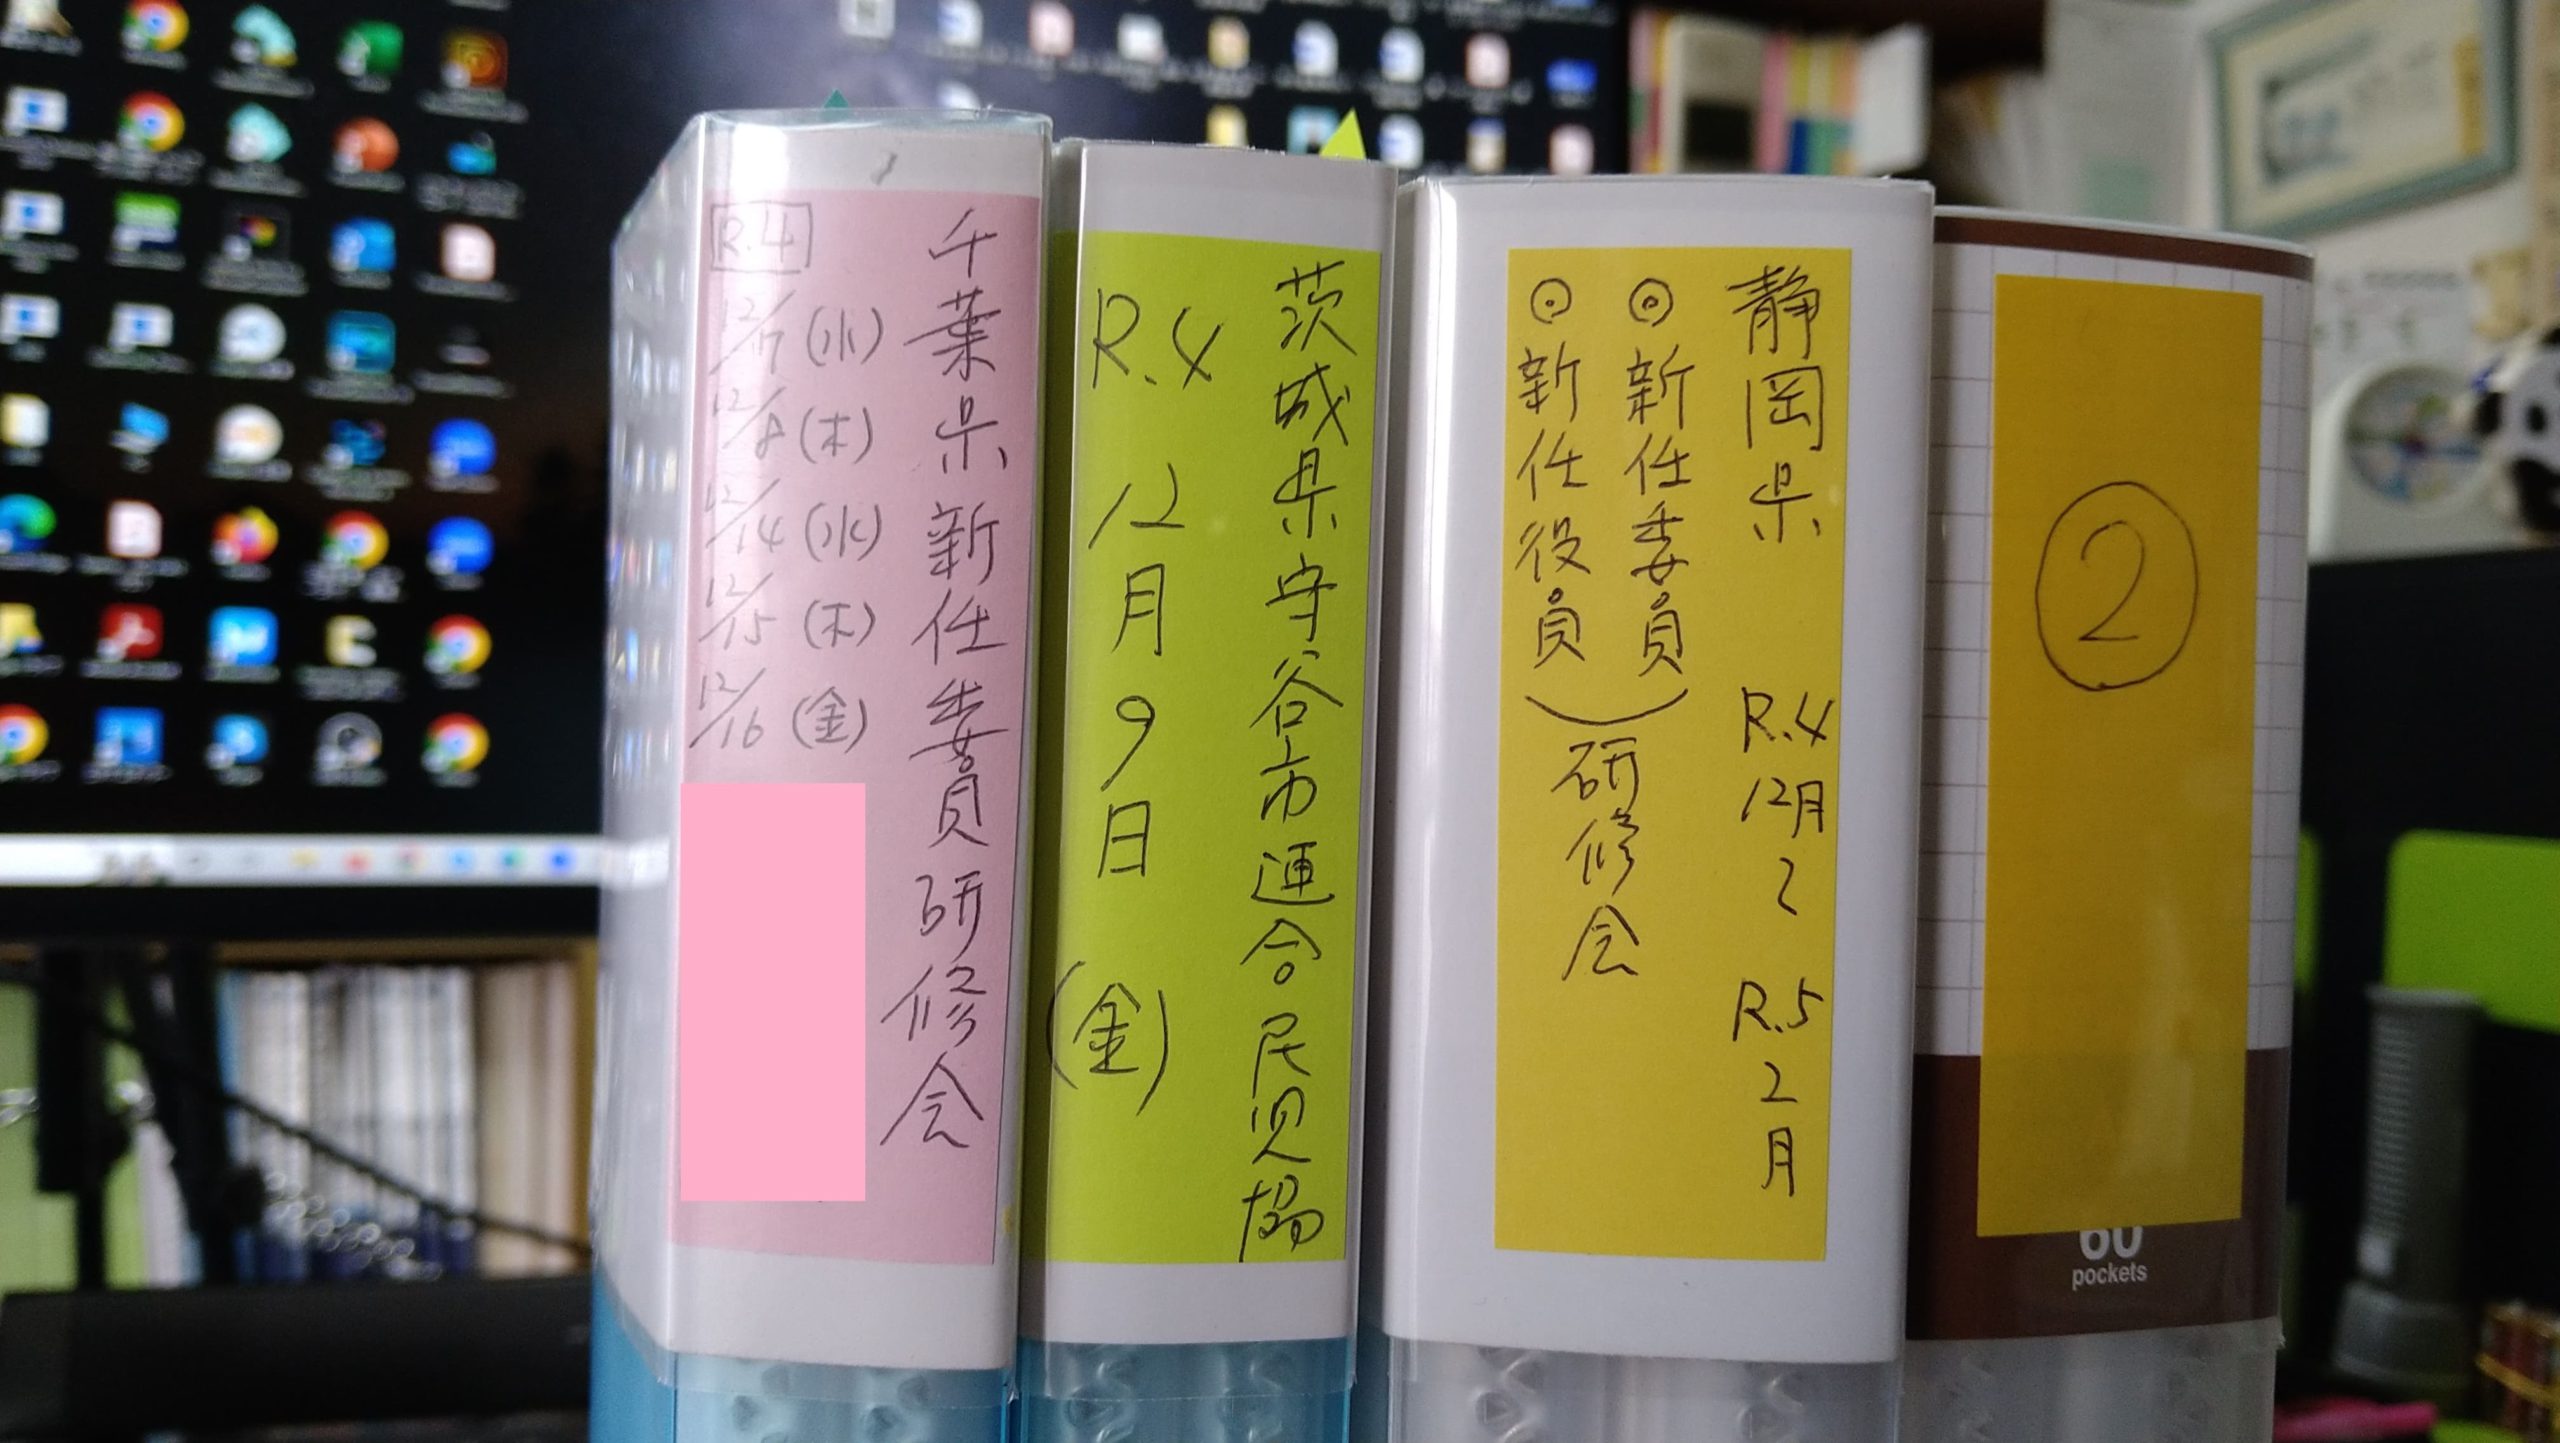 千葉県新任委員研修会
R.4
12/7(水)
12/8(木)
12/14(水)
12/15(木)
12/16(金)
茨城県守谷市連合民児協
R.4 12月9日(金)
静岡県 R.4 12月〜R.5 2月
◎新任委員
◎新任役員
)研修会
②
60
pockets